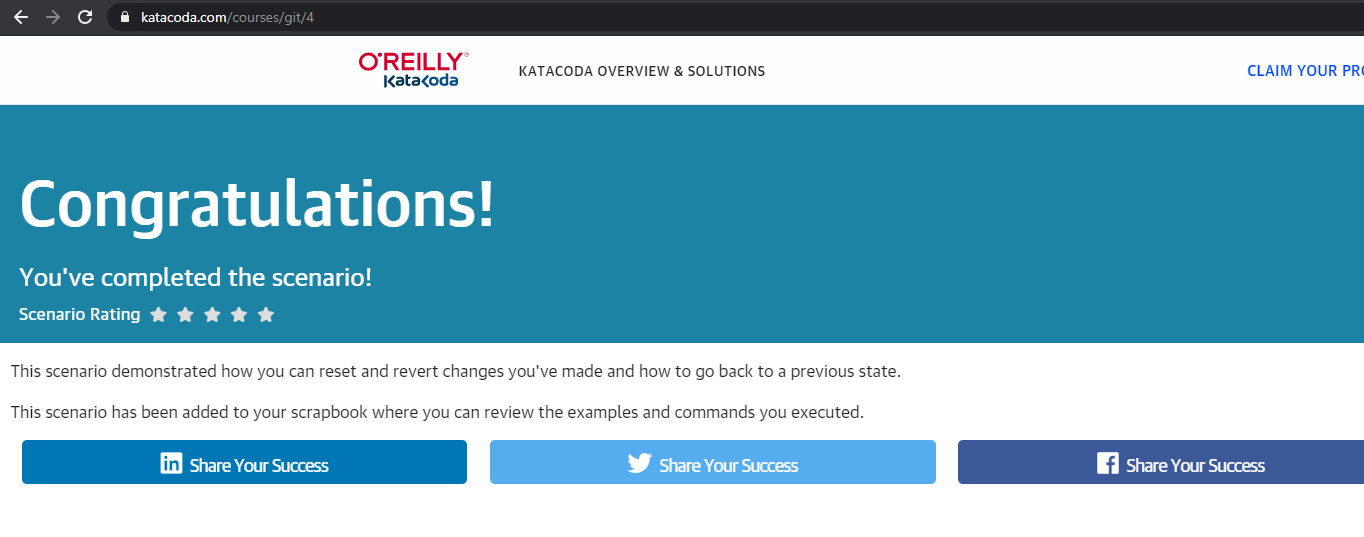 katacoda.com/courses/git/4
O'REILLY®
KataKoda
KATACODA OVERVIEW & SOLUTIONS
CLAIM YOUR PRO
Congratulations!
You've completed the scenario!
Scenario Rating
This scenario demonstrated how you can reset and revert changes you've made and how to go back to a previous state.
This scenario has been added to your scrapbook where you can review the examples and commands you executed.
in Share Your Success
Share Your Success
f Share Your Success